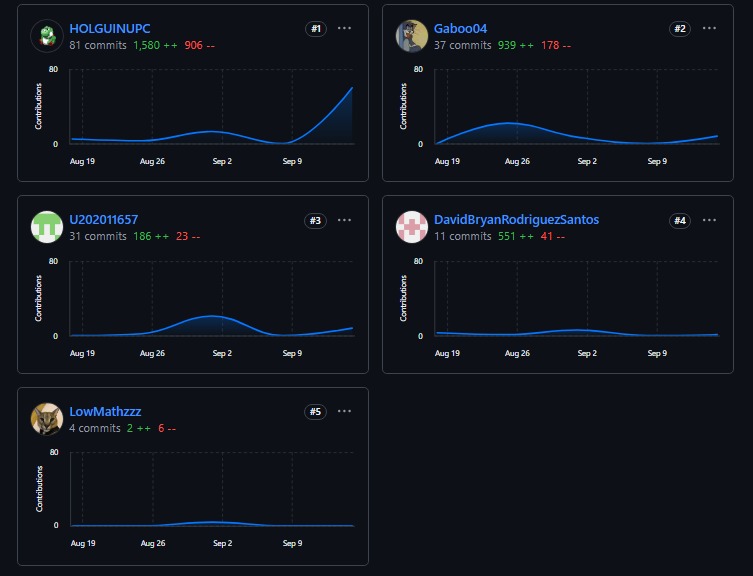 HOLGUINUPC
#1
81 commits 1,580 ++ 906 --
80
Contributions
0
Aug 19 Aug 26 Sep 2 Sep 9
Gaboo04
#2
37 commits 939 ++ 178 --
80
Contributions
0
Aug 19 Aug 26 Sep 2 Sep 9
U202011657
#3
31 commits 186 ++ 23 --
80
Contributions
0
Aug 19 Aug 26 Sep 2 Sep 9
DavidBryanRodriguezSantos
#4
11 commits 551 ++ 41 --
80
Contributions
0
Aug 19 Aug 26 Sep 2 Sep 9
LowMathzzz
#5
4 commits 2 ++ 6 --
80
Contributions
0
Aug 19 Aug 26 Sep 2 Sep 9